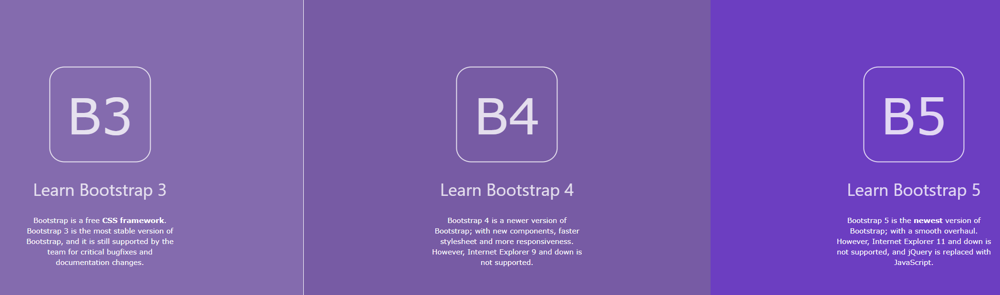 B3
Learn Bootstrap 3
Bootstrap is a free CSS framework.
Bootstrap 3 is the most stable version of
Bootstrap, and it is still supported by the
team for critical bugfixes and
documentation changes.
B4
Learn Bootstrap 4
Bootstrap 4 is a newer version of
Bootstrap; with new components, faster
stylesheet and more responsiveness.
However, Internet Explorer 9 and down is
not supported.
B5
Learn Bootstrap 5
Bootstrap 5 is the newest version of
Bootstrap; with a smooth overhaul.
However, Internet Explorer 11 and down is
not supported, and jQuery is replaced with
JavaScript.